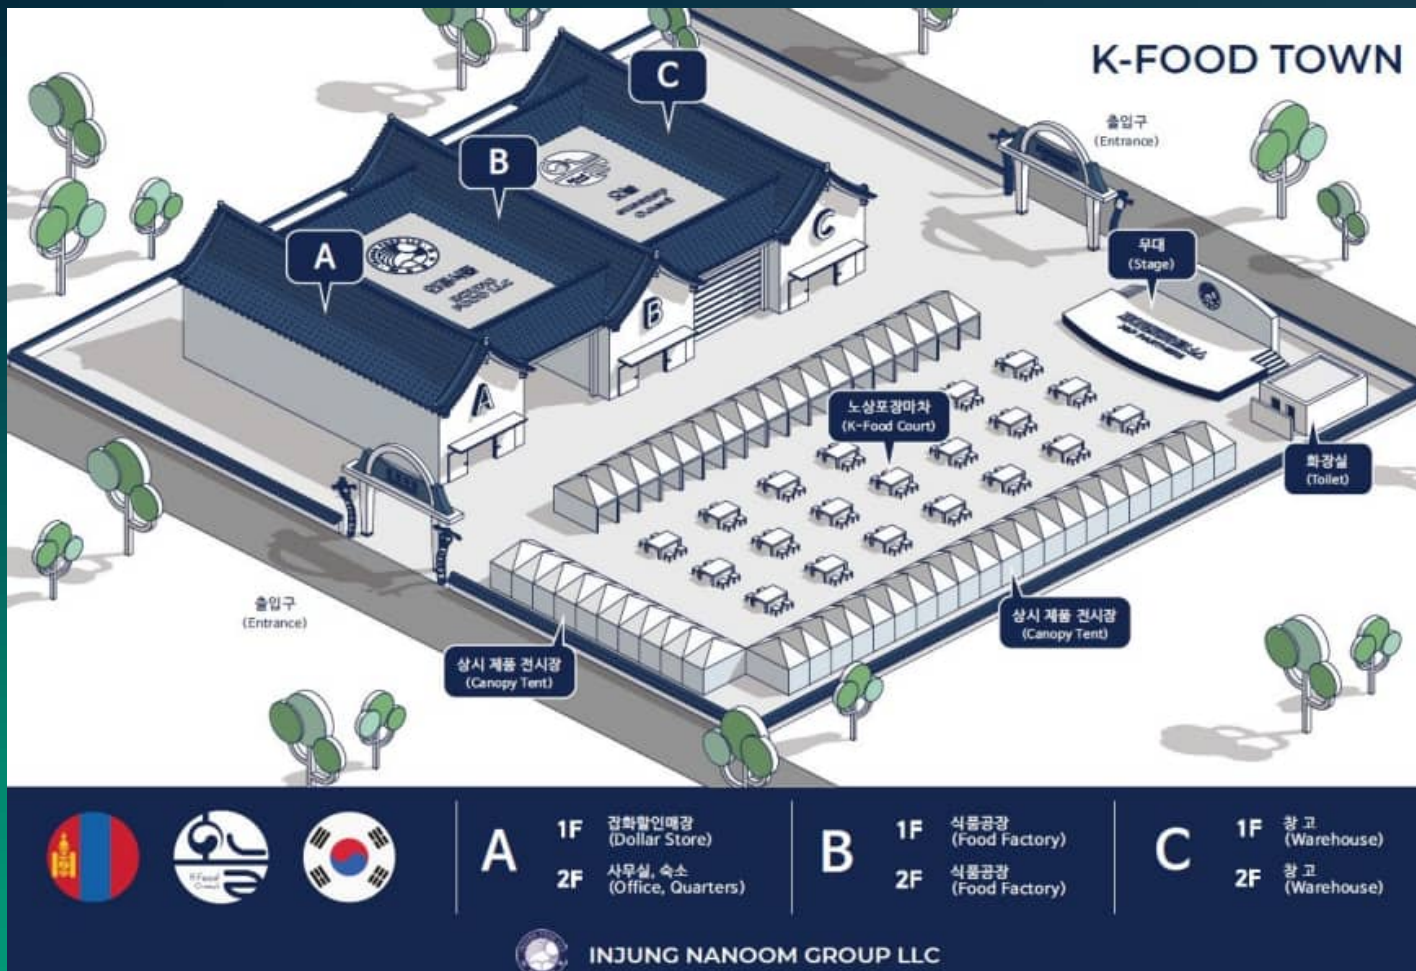 K-FOOD TOWN
출입구
(Entrance)
C
B
A
무대
(Stage)
C
B
A
노상포장마차
(K-Food Court)
화장실
(Toilet)
출입구
(Entrance)
상시 제품 전시장
(Canopy Tent)
상시 제품 전시장
(Canopy Tent)
A
1F 잡화할인매장
(Dollar Store)
2F 사무실, 숙소
(Office, Quarters)
B
1F 식품공장
(Food Factory)
2F 식품공장
(Food Factory)
C
1F 창 고
(Warehouse)
2F 창 고
(Warehouse)
INJUNG NANOOM GROUP LLC